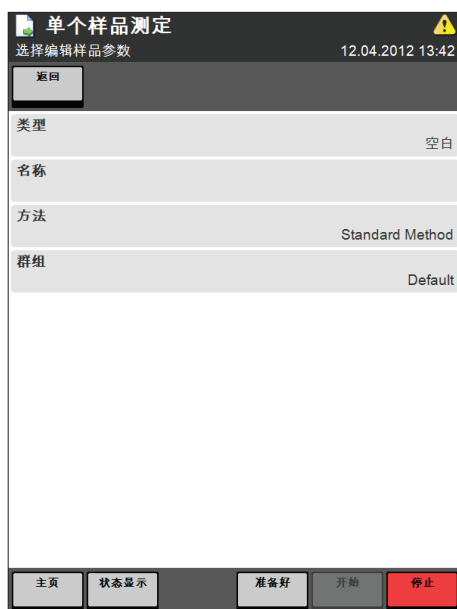 单个样品测定
选择编辑样品参数 12.04.2012 13:42
返回
类型
空白
名称
方法
Standard Method
群组
Default
主页 状态显示 准备好 开始 停止